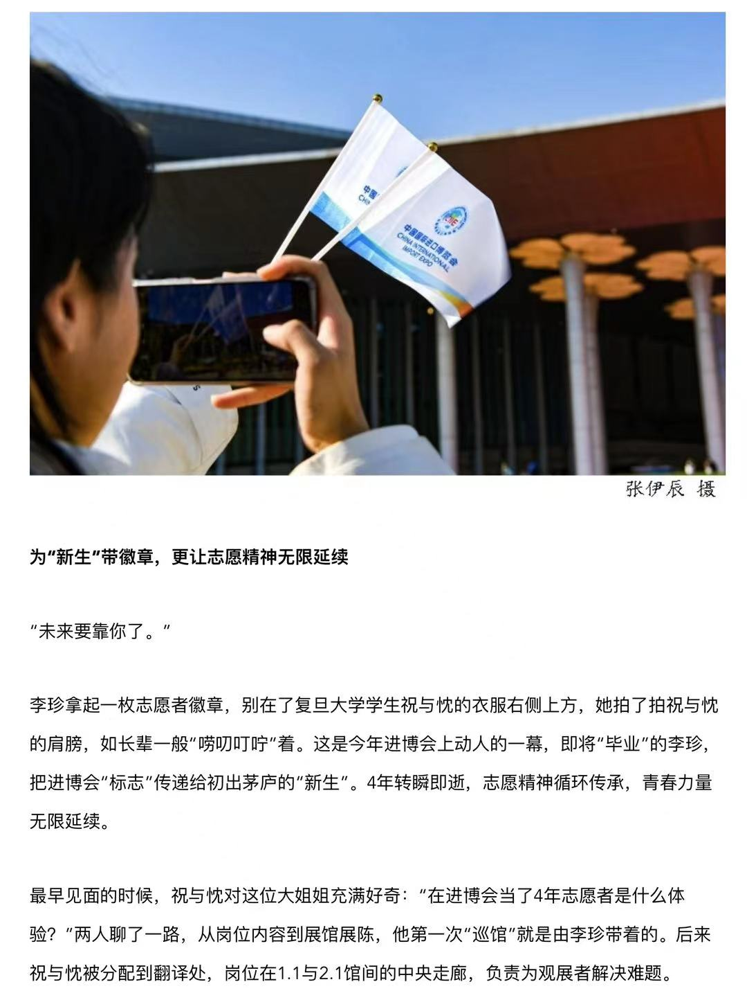 中国
CHI
CIIE
中国国际进口博览会
CHINA INTERNATIONAL
IMPORT EXPO
张伊辰 摄
为“新生”带徽章，更让志愿精神无限延续
“未来要靠你了。”
李珍拿起一枚志愿者徽章，别在了复旦大学学生祝与忱的衣服右侧上方，她拍了拍祝与忱
的肩膀，如长辈一般“唠叨叮咛”着。这是今年进博会上动人的一幕，即将“毕业”的李珍，
把进博会“标志”传递给初出茅庐的“新生”。4年转瞬即逝，志愿精神循环传承，青春力量
无限延续。
最早见面的时候，祝与忱对这位大姐姐充满好奇：“在进博会当了4年志愿者是什么体
验？”两人聊了一路，从岗位内容到展馆展陈，他第一次“巡馆”就是由李珍带着的。后来
祝与忱被分配到翻译处，岗位在1.1与2.1馆间的中央走廊，负责为观展者解决难题。